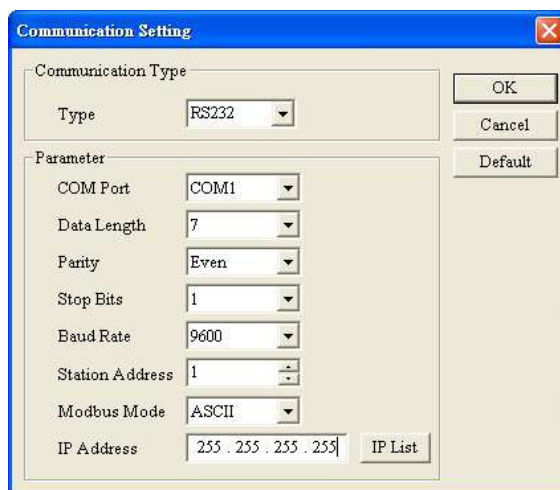 Communication Setting
Communication Type
Type RS232
OK
Cancel
Default
Parameter
COM Port COM1
Data Length 7
Parity Even
Stop Bits 1
Baud Rate 9600
Station Address 1
Modbus Mode ASCII
IP Address 255 . 255 . 255 . 255 IP List